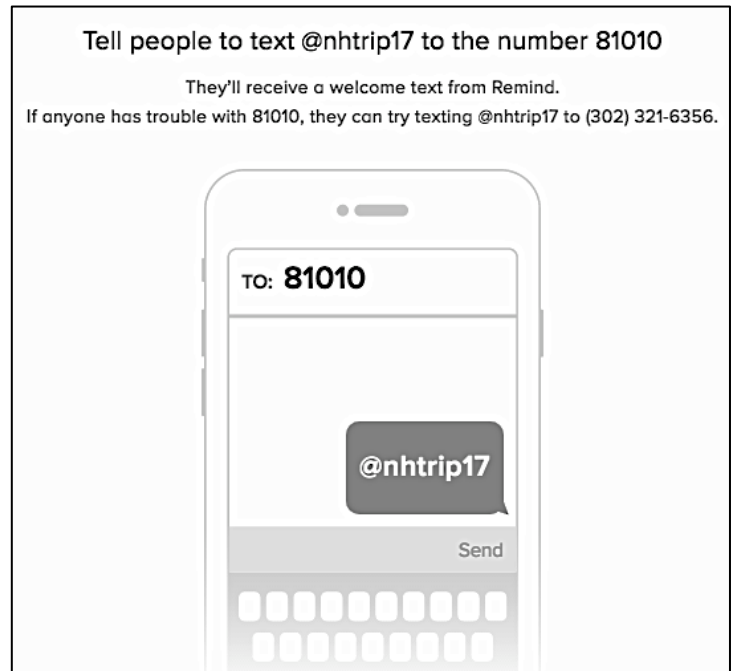 Tell people to text @nhtrip17 to the number 81010
They'll receive a welcome text from Remind.
If anyone has trouble with 81010, they can try texting @nhtrip17 to (302) 321-6356.
TO: 81010
@nhtrip17
Send